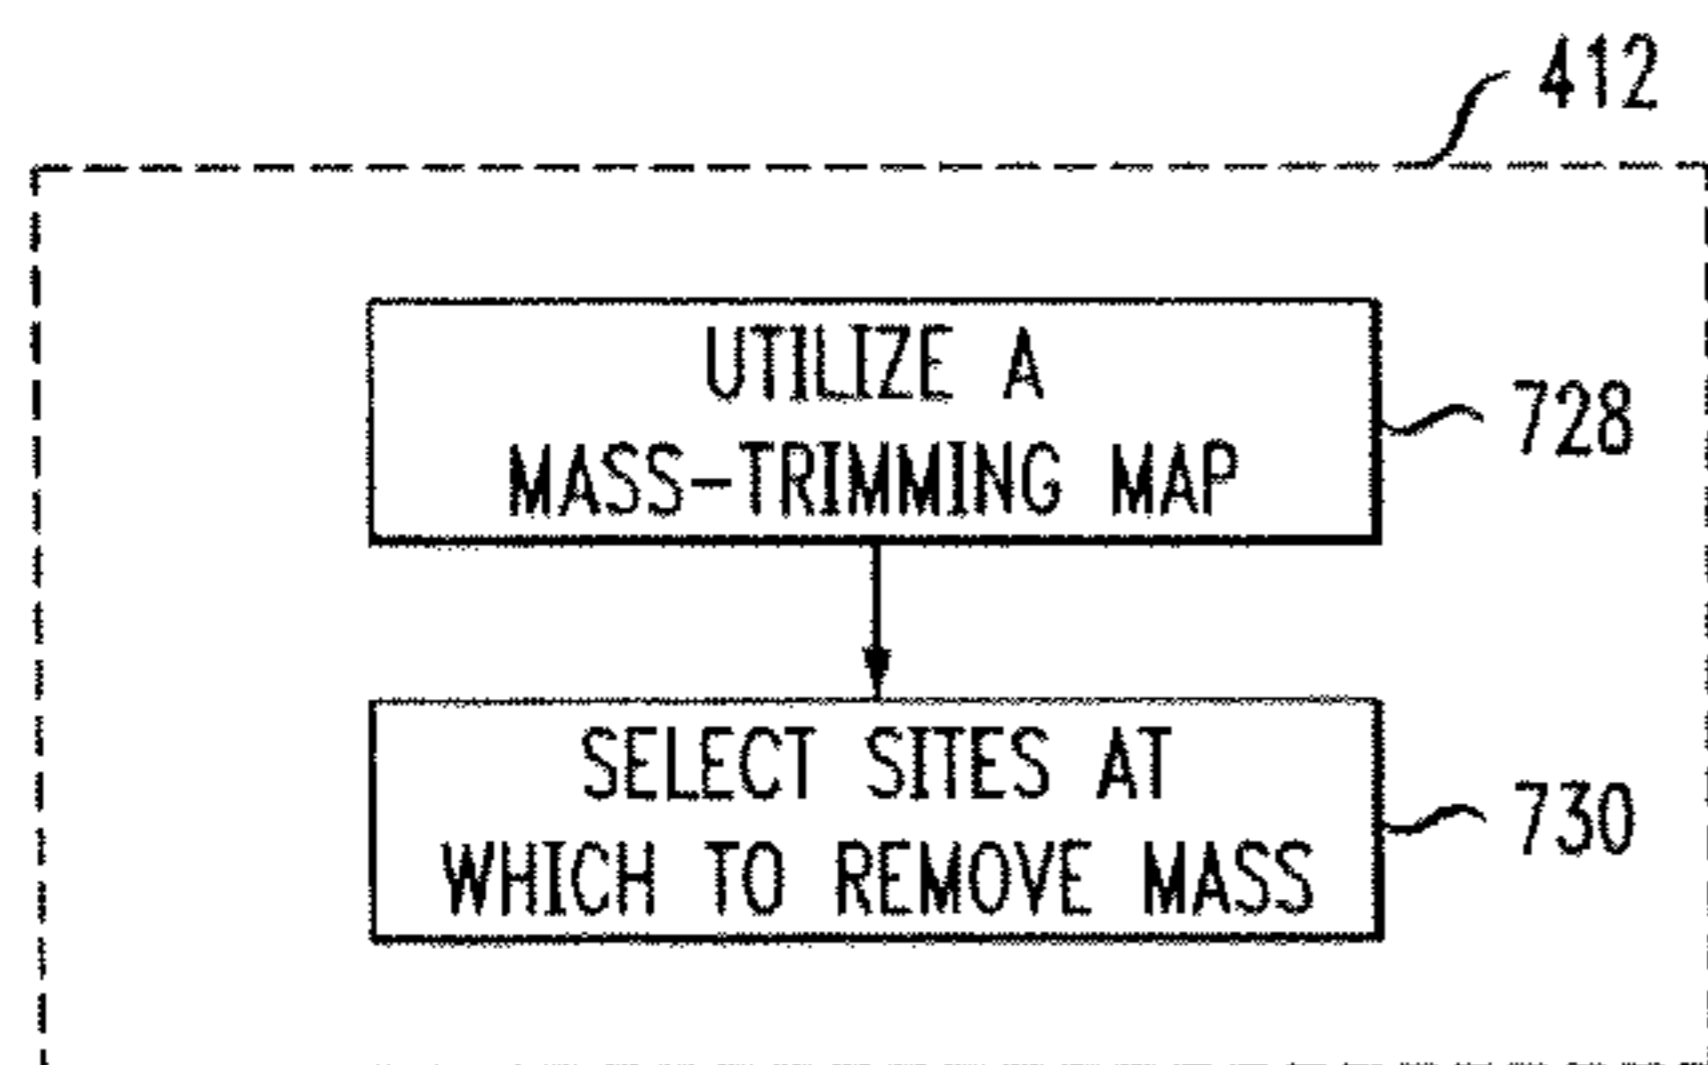 412
UTILIZE A
MASS-TRIMMING MAP
728
SELECT SITES AT
WHICH TO REMOVE MASS
730